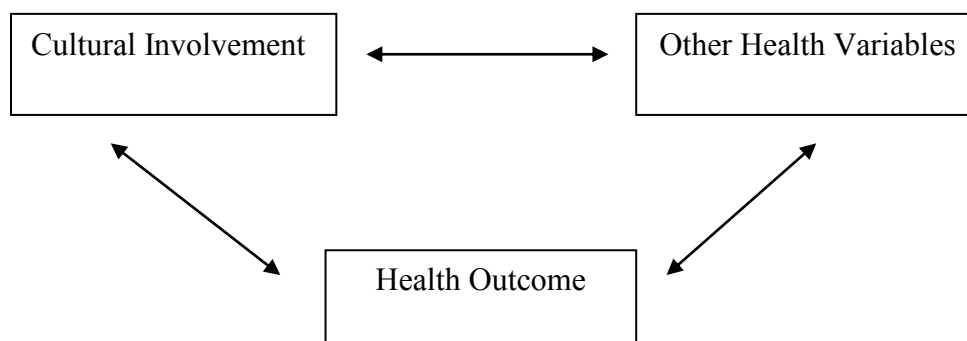 Cultural Involvement
Other Health Variables
Health Outcome